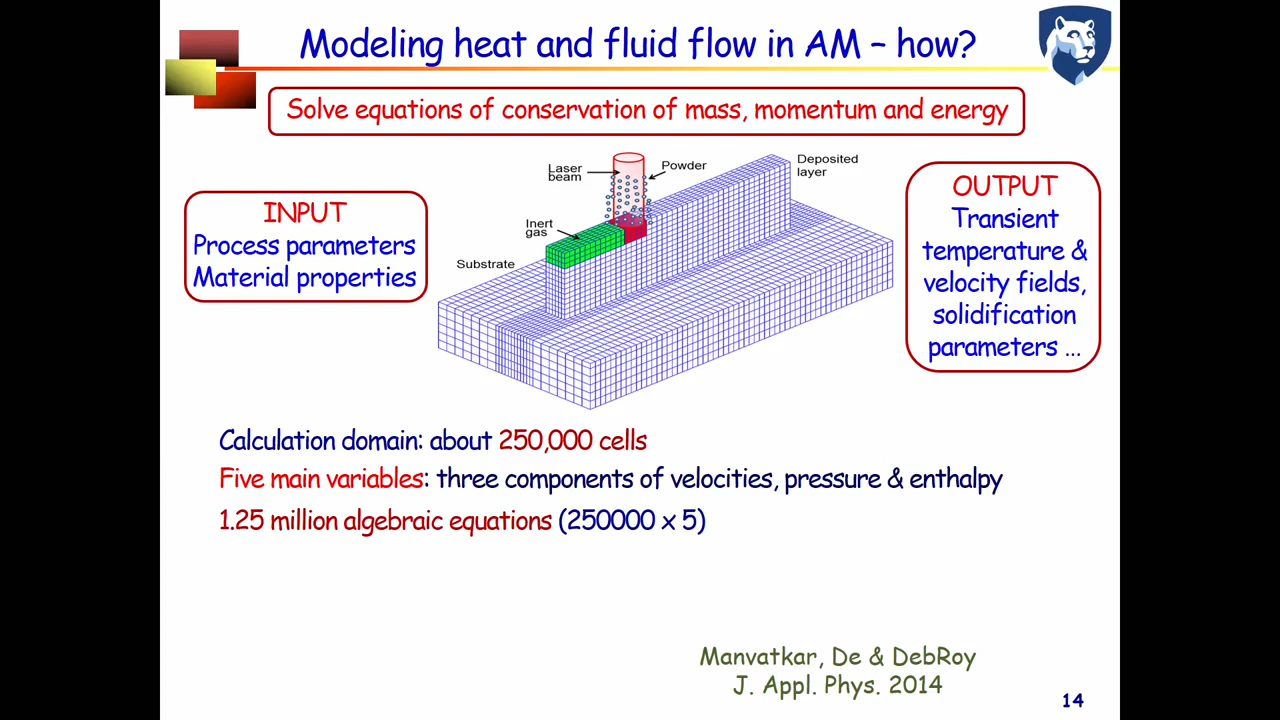 Modeling heat and fluid flow in AM – how?
Solve equations of conservation of mass, momentum and energy
INPUT
Process parameters
Material properties
Laser
beam
Powder
Deposited
layer
Inert
gas
Substrate
OUTPUT
Transient
temperature &
velocity fields,
solidification
parameters ...
Calculation domain: about 250,000 cells
Five main variables: three components of velocities, pressure & enthalpy
1.25 million algebraic equations (250000 x 5)
Manvatkar, De & DebRoy
J. Appl. Phys. 2014
14